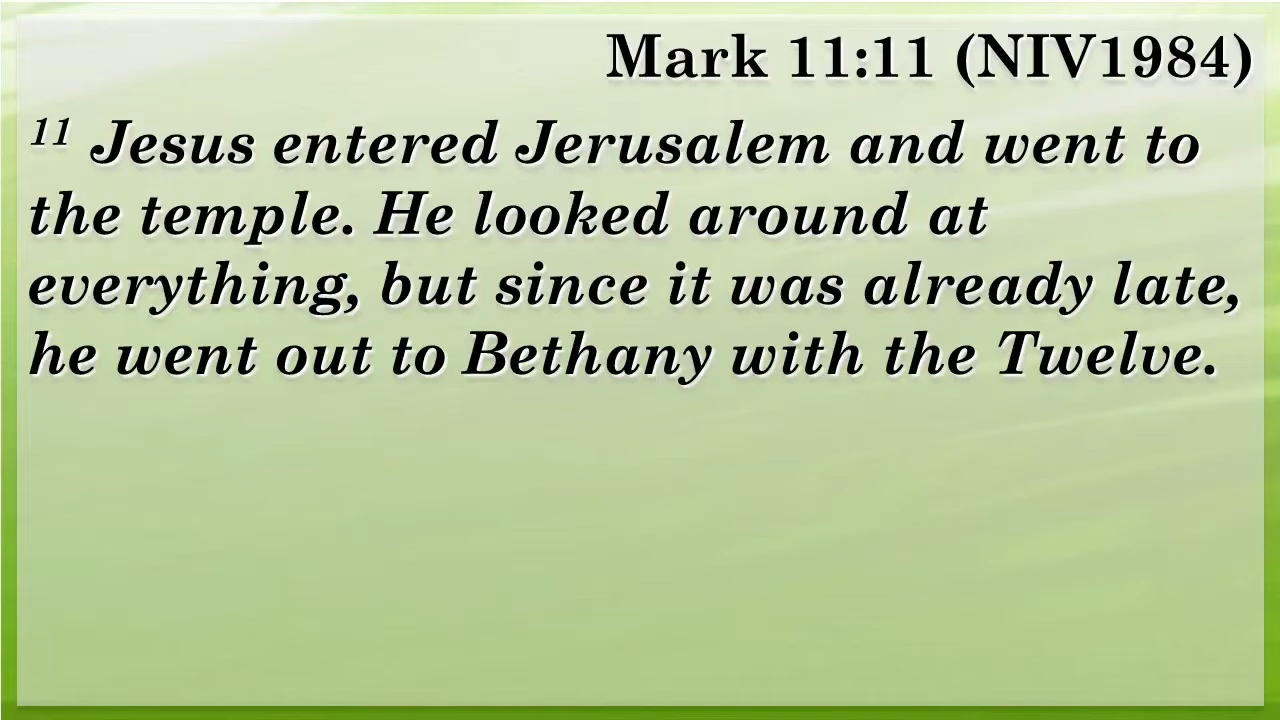 Mark 11:11 (NIV1984)
11 Jesus entered Jerusalem and went to
the temple. He looked around at
everything, but since it was already late,
he went out to Bethany with the Twelve.